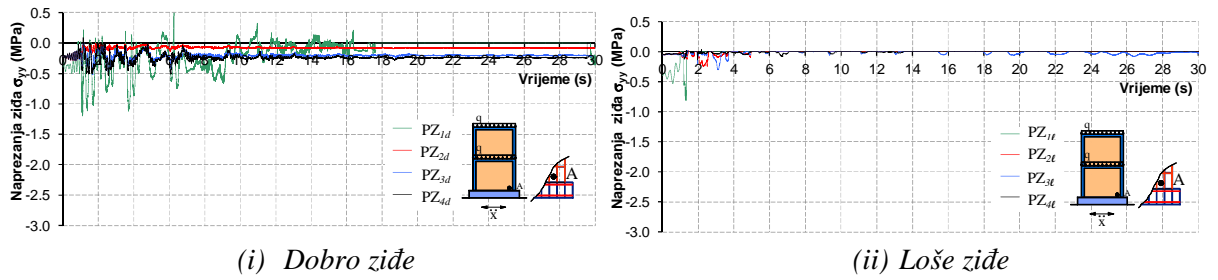 Naprezanja ziđa σyy (MPa)
0.5
0.0
-0.5
-1.0
-1.5
-2.0
-2.5
-3.0
0 2 4 6 8 10 12 14 16 18 20 22 24 26 28 30
Vrijeme (s)
PZ1d
PZ2d
PZ3d
PZ4d
q
q
A
ẍ
A
(i) Dobro ziđe
Naprezanja ziđa σyy (MPa)
0.5
0.0
-0.5
-1.0
-1.5
-2.0
-2.5
-3.0
0 2 4 6 8 10 12 14 16 18 20 22 24 26 28 30
Vrijeme (s)
PZ1ℓ
PZ2ℓ
PZ3ℓ
PZ4ℓ
q
q
A
ẍ
A
(ii) Loše ziđe